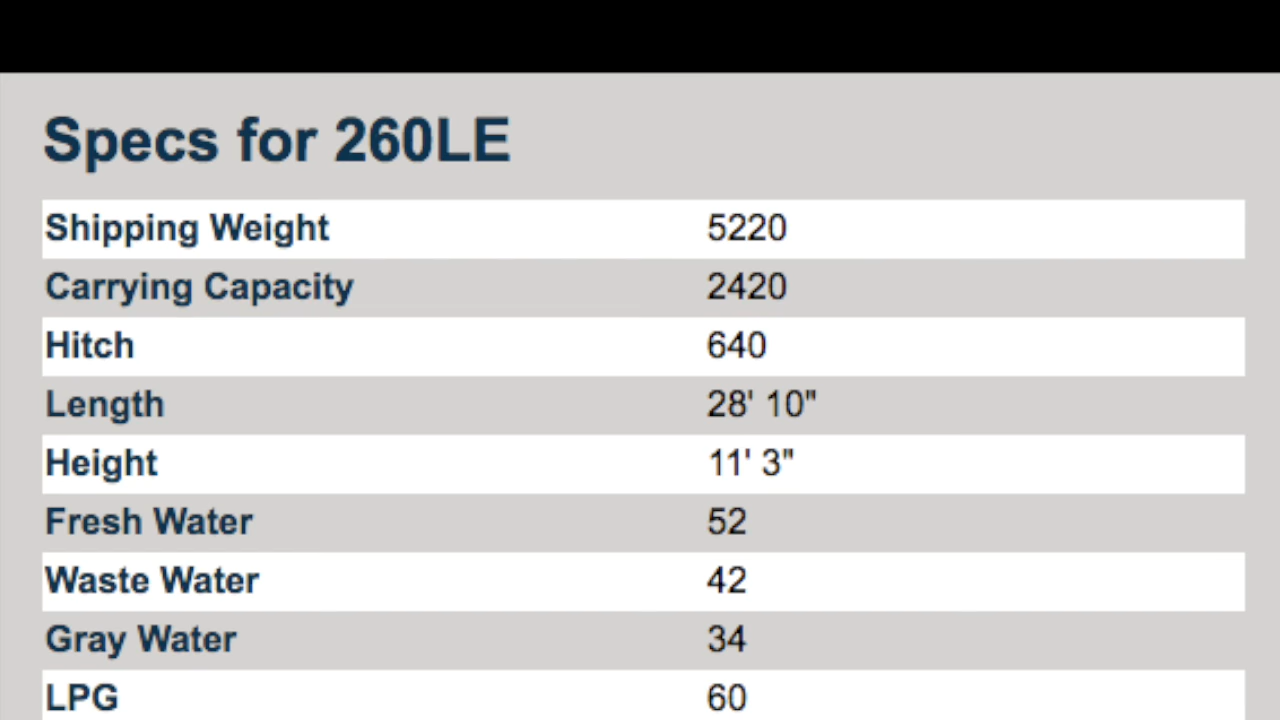 Specs for 260LE
Shipping Weight 5220
Carrying Capacity 2420
Hitch 640
Length 28' 10"
Height 11' 3"
Fresh Water 52
Waste Water 42
Gray Water 34
LPG 60